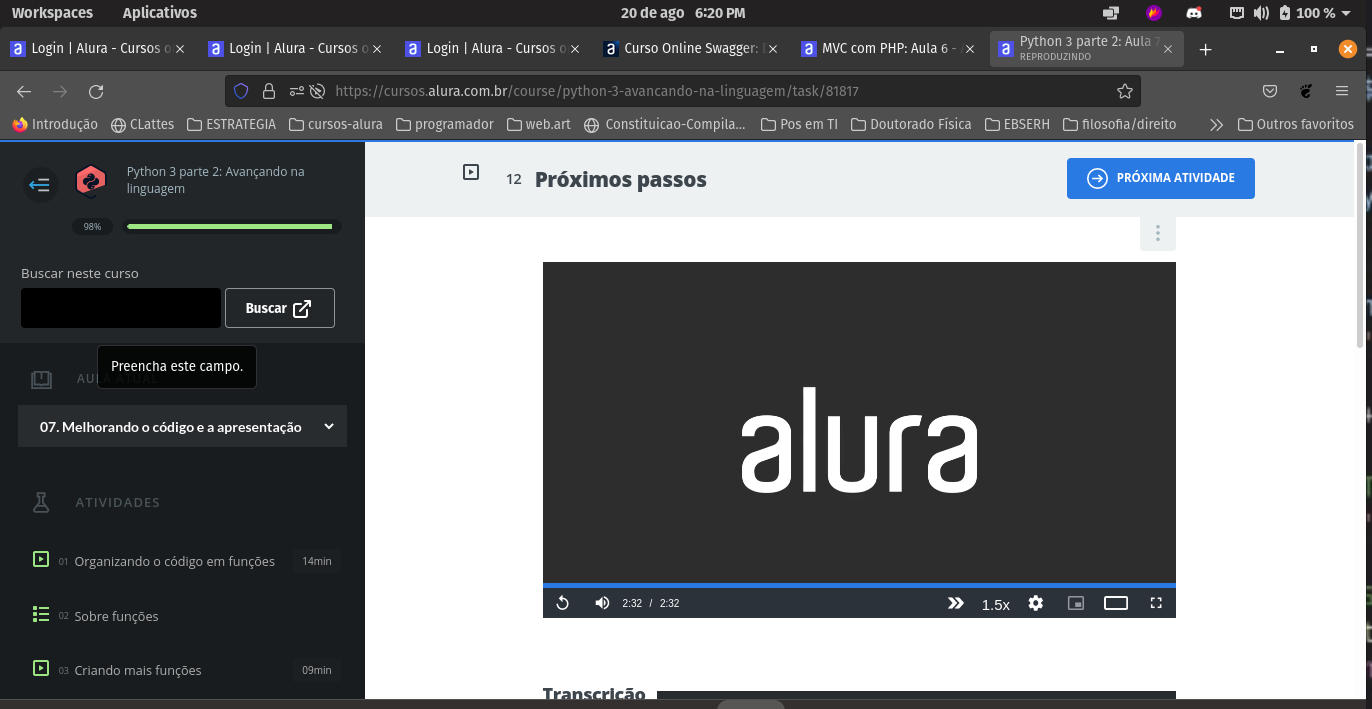 Workspaces Aplicativos 20 de ago 6:20 PM 100 %
Login | Alura - Cursos o Login | Alura - Cursos o Login | Alura - Cursos o Curso Online Swagger: MVC com PHP: Aula 6 - Python 3 parte 2: Aula 7
REPRODUZINDO
https://cursos.alura.com.br/course/python-3-avancando-na-linguagem/task/81817
Introdução CLattes ESTRATEGIA cursos-alura programador web.art Constituicao-Compila... Pos em TI Doutorado Física EBSERH filosofia/direito Outros favoritos
Python 3 parte 2: Avançando na
linguagem
98%
12 Próximos passos
PRÓXIMA ATIVIDADE
Buscar neste curso
Buscar
Preencha este campo.
AULA ATUAL
07. Melhorando o código e a apresentação
ATIVIDADES
01 Organizando o código em funções 14min
02 Sobre funções
03 Criando mais funções 09min
alura
2:32 / 2:32 1.5x
Transcrição